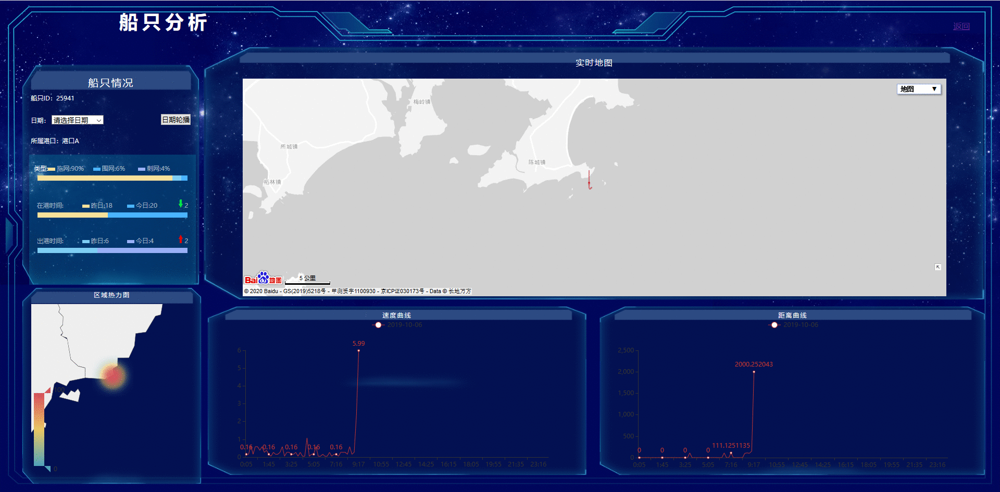 船只分析
返回
船只情况
船只ID：25941
日期：
请选择日期
日期轮播
所属港口：港口A
类型:
拖网:90%
围网:6%
刺网:4%
在港时间:
昨日:18
今日:20
2
出港时间:
昨日:6
今日:4
2
实时地图
地图
梅岭镇
所城镇
陈城镇
柘林镇
Bai du 地图
5 公里
© 2020 Baidu - GS(2019)5218号 - 甲测资字1100930 - 京ICP证030173号 - Data © 长地万方
区域热力图
100
0
速度曲线
2019-10-06
5.99
6
5
4
3
2
1
0
0.16
0.16
0.16
0.16
0.16
0:05
1:45
3:25
5:05
7:16
9:17
10:55
12:45
14:25
16:15
18:05
19:55
21:35
23:16
距离曲线
2019-10-06
2,500
2,000
1,500
1,000
500
0
2000.252043
111.1251135
0
0
0
0
0:05
1:45
3:25
5:05
7:16
9:17
10:55
12:45
14:25
16:15
18:05
19:55
21:35
23:16